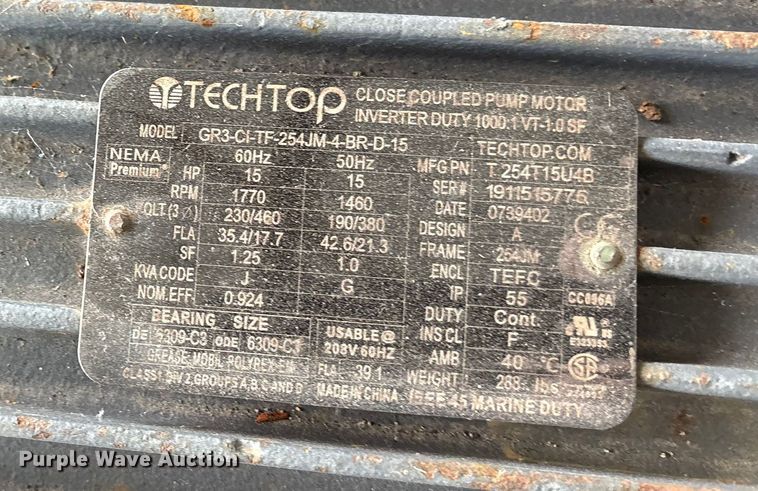 TECHTOP
CLOSE COUPLED PUMP MOTOR
INVERTER DUTY 1000:1 VT-1.0 SF
MODEL GR3-CI-TF-254JM-4-BR-D-15
TECHTOP.COM
NEMA Premium
60Hz 50Hz
HP 15 15
RPM 1770 1460
VOLT (3 Ø) 230/460 190/380
FLA 35.4/17.7 42.6/21.3
SF 1.25 1.0
KVA CODE J G
NOM.EFF 0.924
MFG PN T 254T15U4B
SER# 1911515775
DATE 0739402
DESIGN A
FRAME 254JM
ENCL TEFC
IP 55
DUTY Cont.
INS CL F
AMB 40 °C
WEIGHT 288 lbs
CE
CC096A
BEARING SIZE
DE 6309-C3 ODE 6309-C3
GREASE: MOBIL POLYREX EM
CLASS1 DIV 2, GROUPS A, B, C AND D
USABLE @
208V 60HZ
FLA 39.1
MADE IN CHINA
IEEE 45 MARINE DUTY
Purple Wave Auction